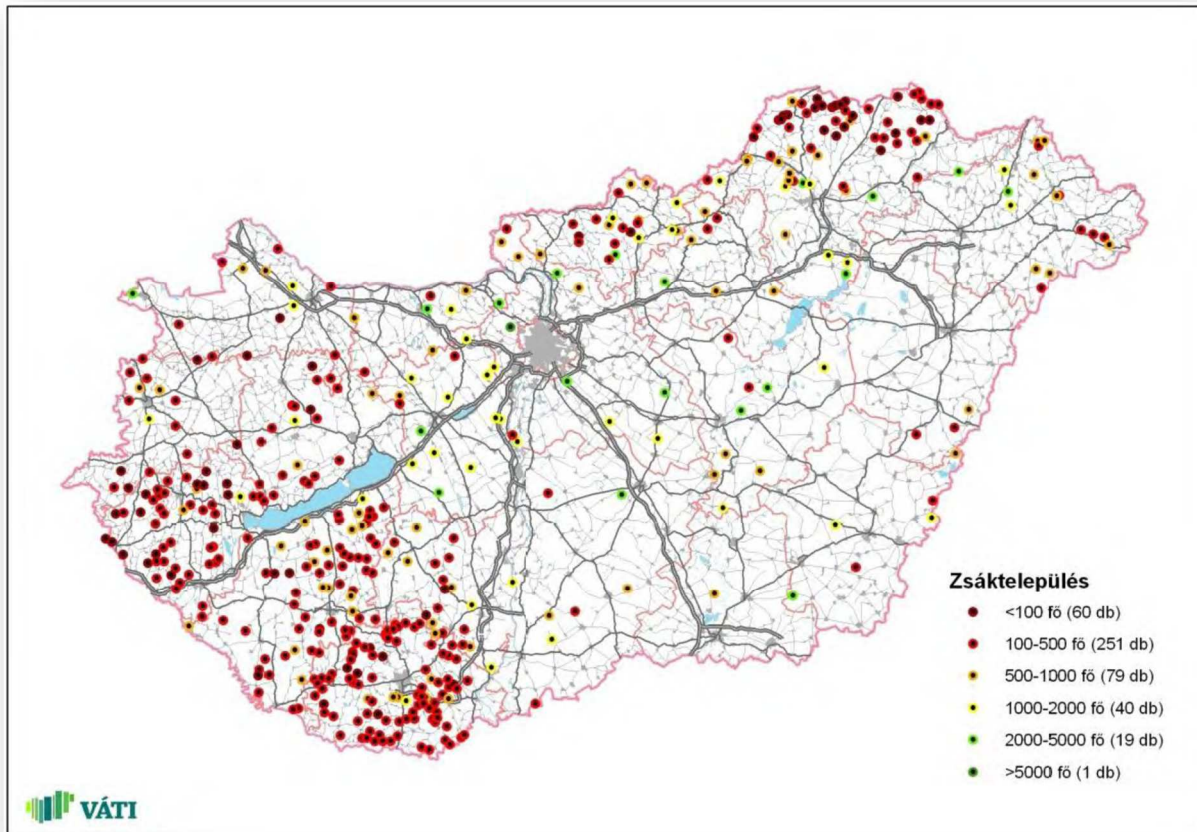 Zsáktelepülés
<100 fő (60 db)
100-500 fő (251 db)
500-1000 fő (79 db)
1000-2000 fő (40 db)
2000-5000 fő (19 db)
>5000 fő (1 db)
VÁTI